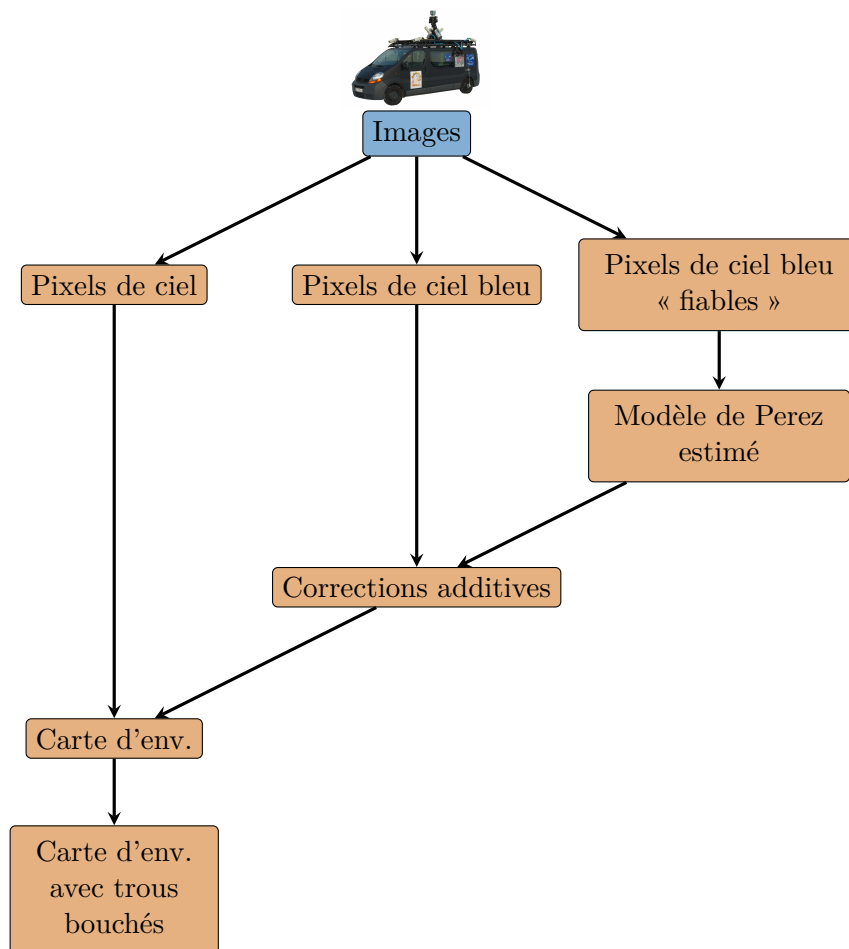 Images
Pixels de ciel
Pixels de ciel bleu
Pixels de ciel bleu
« fiables »
Modèle de Perez
estimé
Corrections additives
Carte d'env.
Carte d'env.
avec trous
bouchés